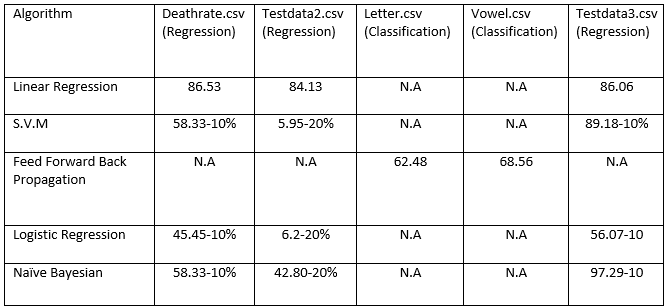 Algorithm Deathrate.csv Testdata2.csv Letter.csv Vowel.csv Testdata3.csv
(Regression) (Regression) (Classification) (Classification) (Regression)
Linear Regression 86.53 84.13 N.A N.A 86.06
S.V.M 58.33-10% 5.95-20% N.A N.A 89.18-10%
Feed Forward Back N.A N.A 62.48 68.56 N.A
Propagation
Logistic Regression 45.45-10% 6.2-20% N.A N.A 56.07-10
Naïve Bayesian 58.33-10% 42.80-20% N.A N.A 97.29-10